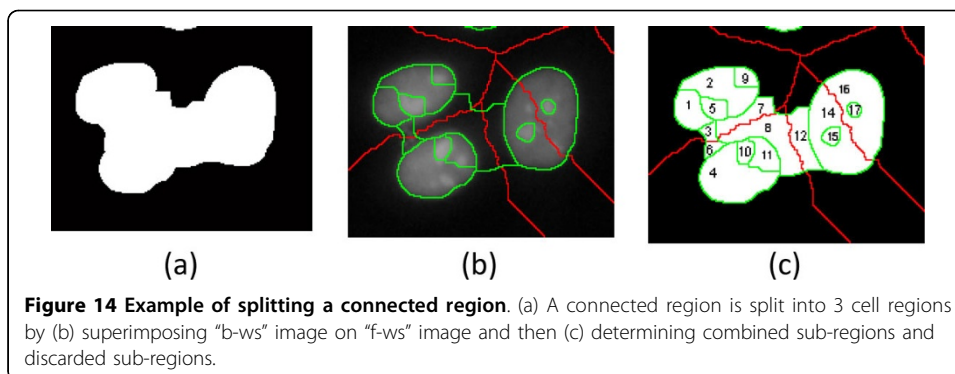 2
9
16
1
5
7
14
17
3
8
12
15
6
10
11
4
(a)
(b)
(c)
Figure 14 Example of splitting a connected region. (a) A connected region is split into 3 cell regions
by (b) superimposing “b-ws” image on “f-ws” image and then (c) determining combined sub-regions and
discarded sub-regions.